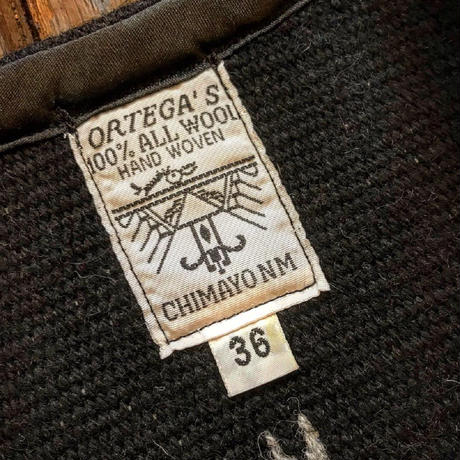 ORTEGA'S
100% ALL WOOL
HAND WOVEN
CHIMAYO NM
36